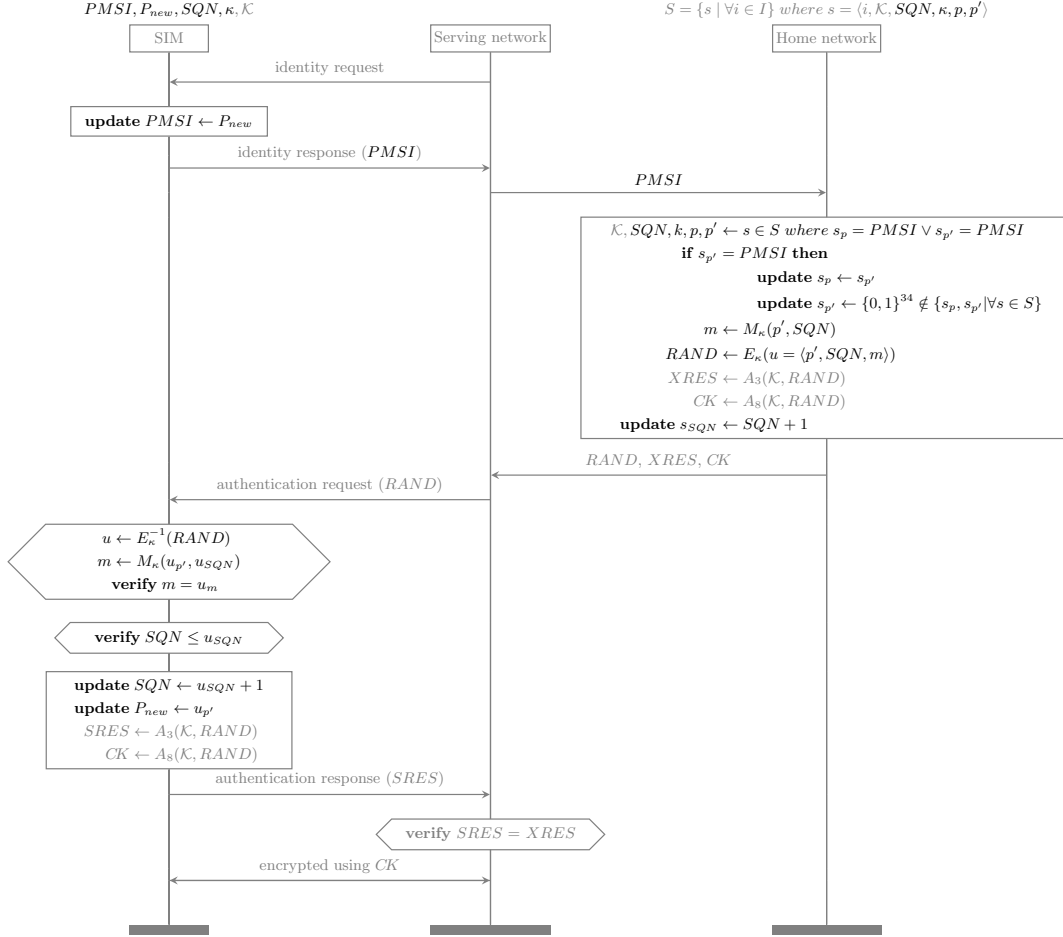 PMSI, P_new, SQN, κ, 𝒦
S = {s | ∀i ∈ I} where s = ⟨i, 𝒦, SQN, κ, p, p′⟩
SIM
Serving network
Home network
identity request
update PMSI ← P_new
identity response (PMSI)
PMSI
𝒦, SQN, k, p, p′ ← s ∈ S where s_p = PMSI ∨ s_p′ = PMSI
if s_p′ = PMSI then
update s_p ← s_p′
update s_p′ ← {0, 1}^34 ∉ {s_p, s_p′|∀s ∈ S}
m ← M_κ(p′, SQN)
RAND ← E_κ(u = ⟨p′, SQN, m⟩)
XRES ← A_3(𝒦, RAND)
CK ← A_8(𝒦, RAND)
update s_SQN ← SQN + 1
RAND, XRES, CK
authentication request (RAND)
u ← E_κ^−1(RAND)
m ← M_κ(u_p′, u_SQN)
verify m = u_m
verify SQN ≤ u_SQN
update SQN ← u_SQN + 1
update P_new ← u_p′
SRES ← A_3(𝒦, RAND)
CK ← A_8(𝒦, RAND)
authentication response (SRES)
verify SRES = XRES
encrypted using CK